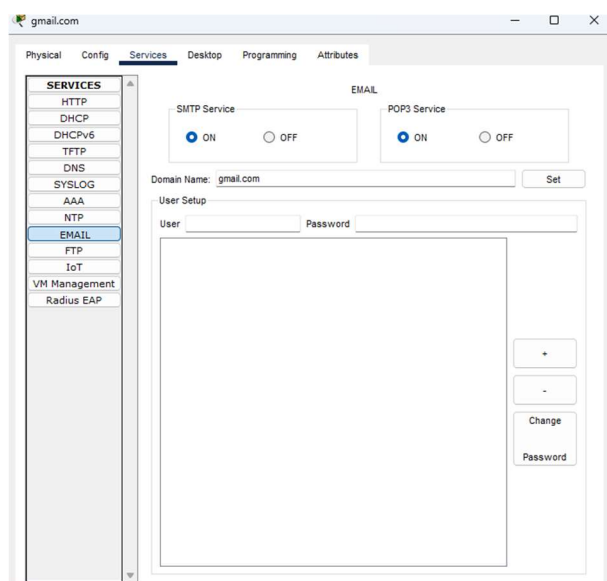 gmail.com
Physical Config Services Desktop Programming Attributes
SERVICES
HTTP
DHCP
DHCPv6
TFTP
DNS
SYSLOG
AAA
NTP
EMAIL
FTP
IoT
VM Management
Radius EAP
EMAIL
SMTP Service
ON OFF
POP3 Service
ON OFF
Domain Name: gmail.com Set
User Setup
User Password
+
-
Change
Password